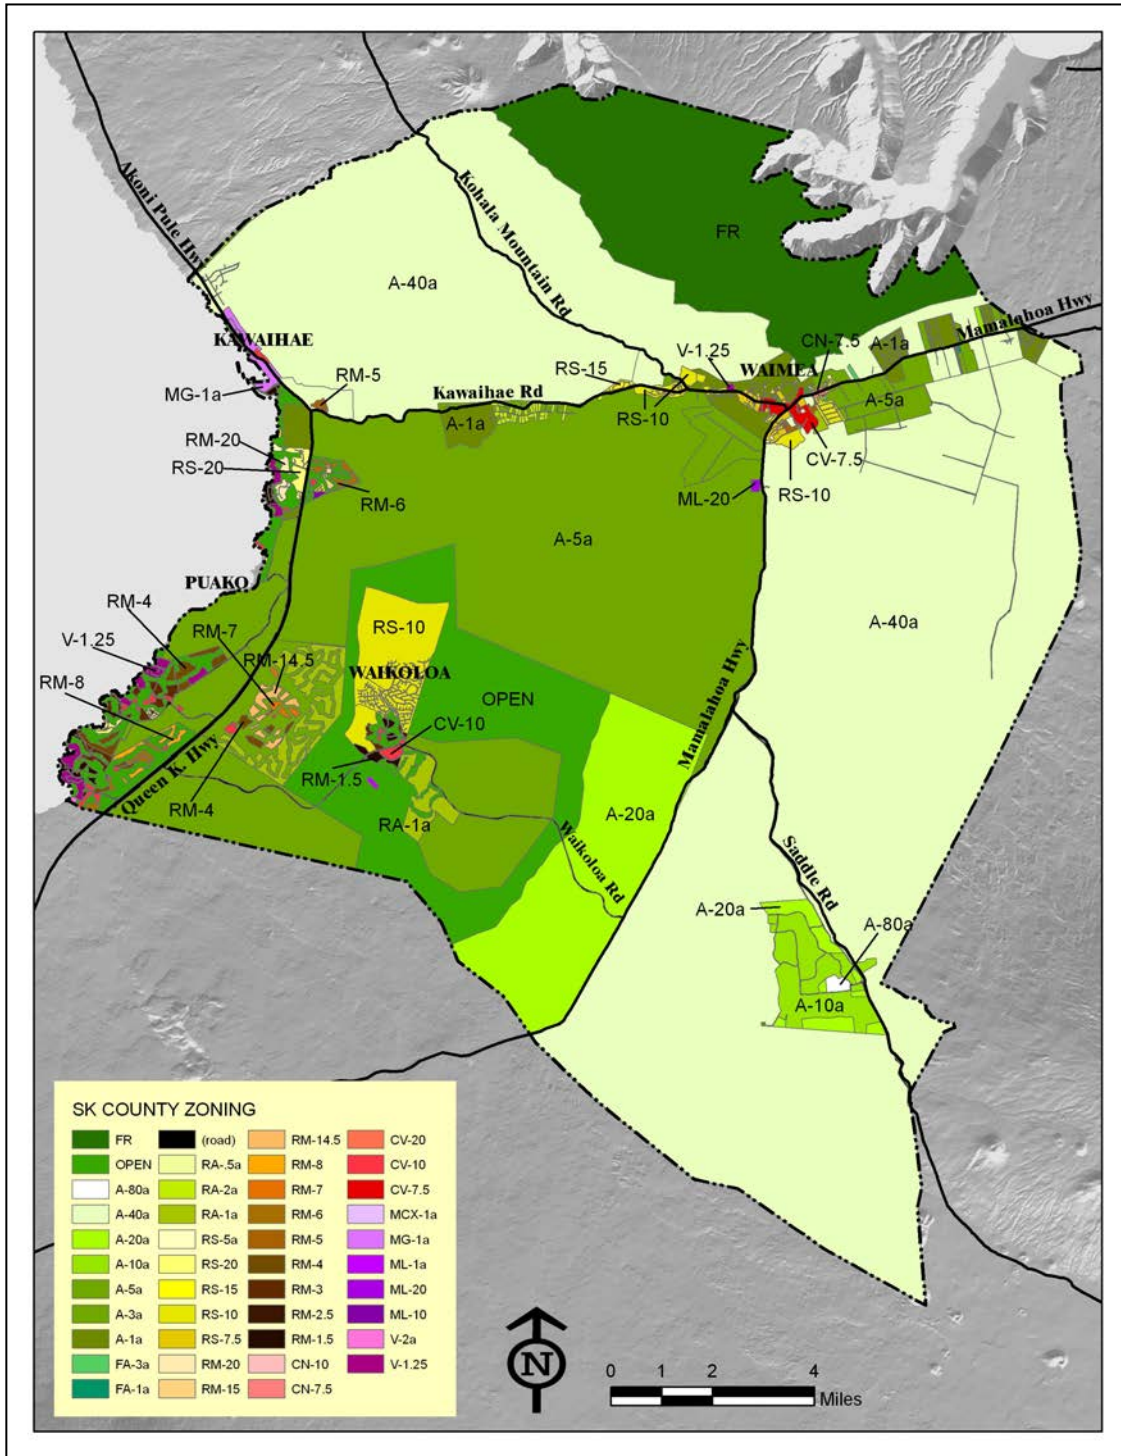 FR
Akoni Pule Hwy
Kohala Mountain Rd
A-40a
Mamalahoa Hwy
KAWAIHAE
CN-7.5
A-1a
V-1.25
WAIMEA
RS-15
RM-5
MG-1a
Kawaihae Rd
RS-10
A-5a
A-1a
RM-20
RS-20
CV-7.5
RM-6
ML-20
RS-10
A-5a
PUAKO
RM-4
RM-7
RS-10
A-40a
V-1.25
RM-14.5
WAIKOLOA
RM-8
OPEN
CV-10
Mamalahoa Hwy
Queen K. Hwy
RM-1.5
RM-4
RA-1a
A-20a
Waikoloa Rd
Saddle Rd
A-20a
A-80a
A-10a
SK COUNTY ZONING
FR
OPEN
A-80a
A-40a
A-20a
A-10a
A-5a
A-3a
A-1a
FA-3a
FA-1a
(road)
RA-.5a
RA-2a
RA-1a
RS-5a
RS-20
RS-15
RS-10
RS-7.5
RM-20
RM-15
RM-14.5
RM-8
RM-7
RM-6
RM-5
RM-4
RM-3
RM-2.5
RM-1.5
CN-10
CN-7.5
CV-20
CV-10
CV-7.5
MCX-1a
MG-1a
ML-1a
ML-20
ML-10
V-2a
V-1.25
N
0 1 2 4
Miles